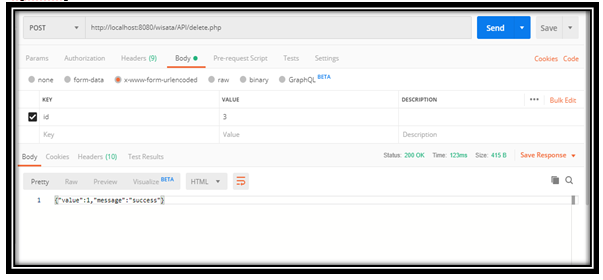 POST http://localhost:8080/wisata/API/delete.php Send Save
Params Authorization Headers (9) Body Pre-request Script Tests Settings Cookies Code
none form-data x-www-form-urlencoded raw binary GraphQL BETA
KEY VALUE DESCRIPTION ••• Bulk Edit
id 3
Key Value Description
Body Cookies Headers (10) Test Results Status: 200 OK Time: 123ms Size: 415 B Save Response
Pretty Raw Preview Visualize BETA HTML
1 {"value":1,"message":"success"}